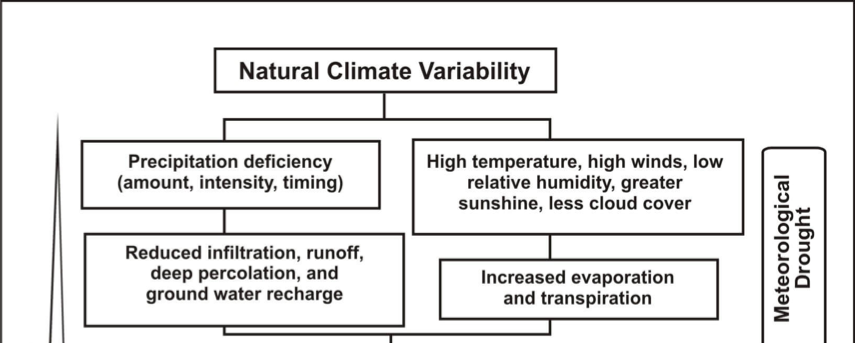 Natural Climate Variability
Precipitation deficiency
(amount, intensity, timing)
High temperature, high winds, low
relative humidity, greater
sunshine, less cloud cover
Reduced infiltration, runoff,
deep percolation, and
ground water recharge
Increased evaporation
and transpiration
Meteorological
Drought